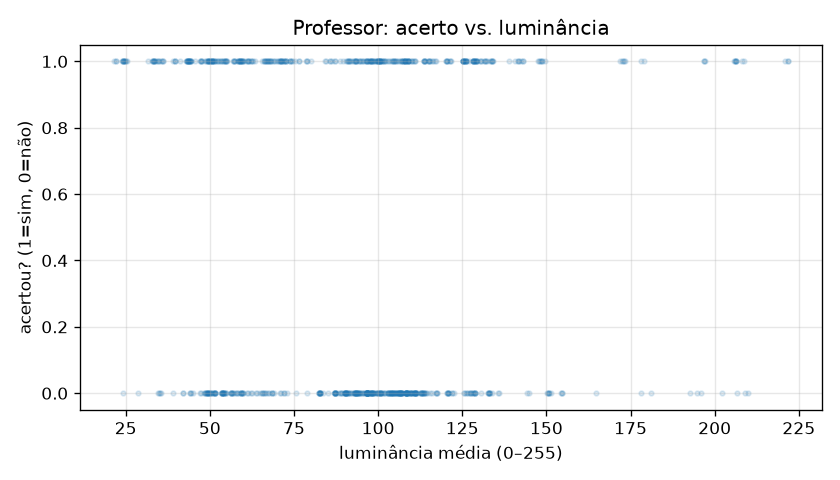 Professor: acerto vs. luminância
acertou? (1=sim, 0=não)
1.0
0.8
0.6
0.4
0.2
0.0
25 50 75 100 125 150 175 200 225
luminância média (0–255)